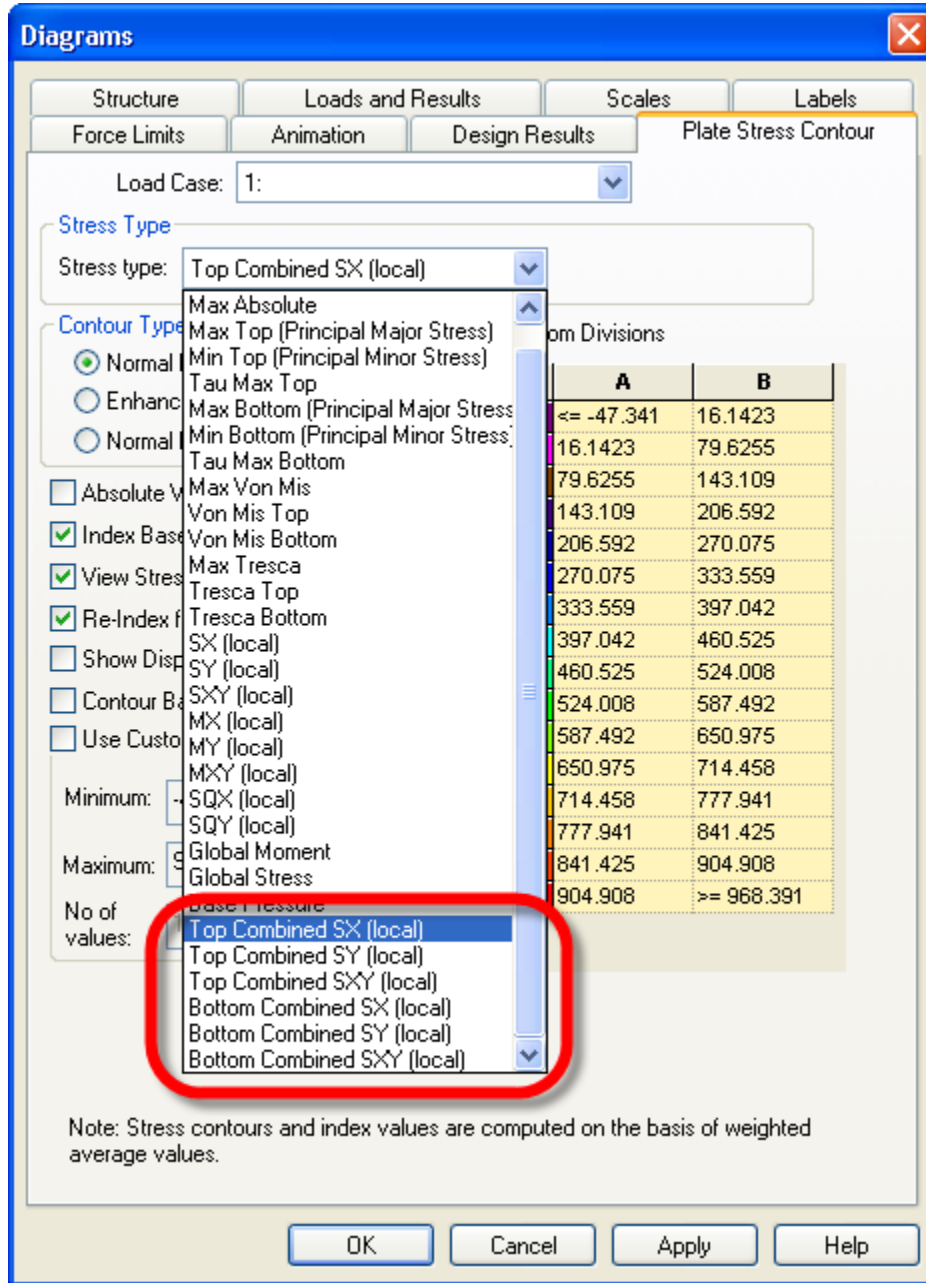 Diagrams
Structure
Loads and Results
Scales
Labels
Force Limits
Animation
Design Results
Plate Stress Contour
Load Case: 1:
Stress Type
Stress type: Top Combined SX (local)
Max Absolute
Max Top (Principal Major Stress)
Min Top (Principal Minor Stress)
Tau Max Top
Max Bottom (Principal Major Stress
Min Bottom (Principal Minor Stress)
Tau Max Bottom
Max Von Mis
Von Mis Top
Von Mis Bottom
Max Tresca
Tresca Top
Tresca Bottom
SX (local)
SY (local)
SXY (local)
MX (local)
MY (local)
MXY (local)
SQX (local)
SQY (local)
Global Moment
Global Stress
Base Pressure
Top Combined SX (local)
Top Combined SY (local)
Top Combined SXY (local)
Bottom Combined SX (local)
Bottom Combined SY (local)
Bottom Combined SXY (local)
Contour Type
Normal
Enhanc
Normal
Absolute V
Index Base
View Stres
Re-Index f
Show Disp
Contour Ba
Use Custo
Minimum:
Maximum:
No of
values:
om Divisions
A B
<= -47.341 16.1423
16.1423 79.6255
79.6255 143.109
143.109 206.592
206.592 270.075
270.075 333.559
333.559 397.042
397.042 460.525
460.525 524.008
524.008 587.492
587.492 650.975
650.975 714.458
714.458 777.941
777.941 841.425
841.425 904.908
904.908 >= 968.391
Note: Stress contours and index values are computed on the basis of weighted
average values.
OK
Cancel
Apply
Help